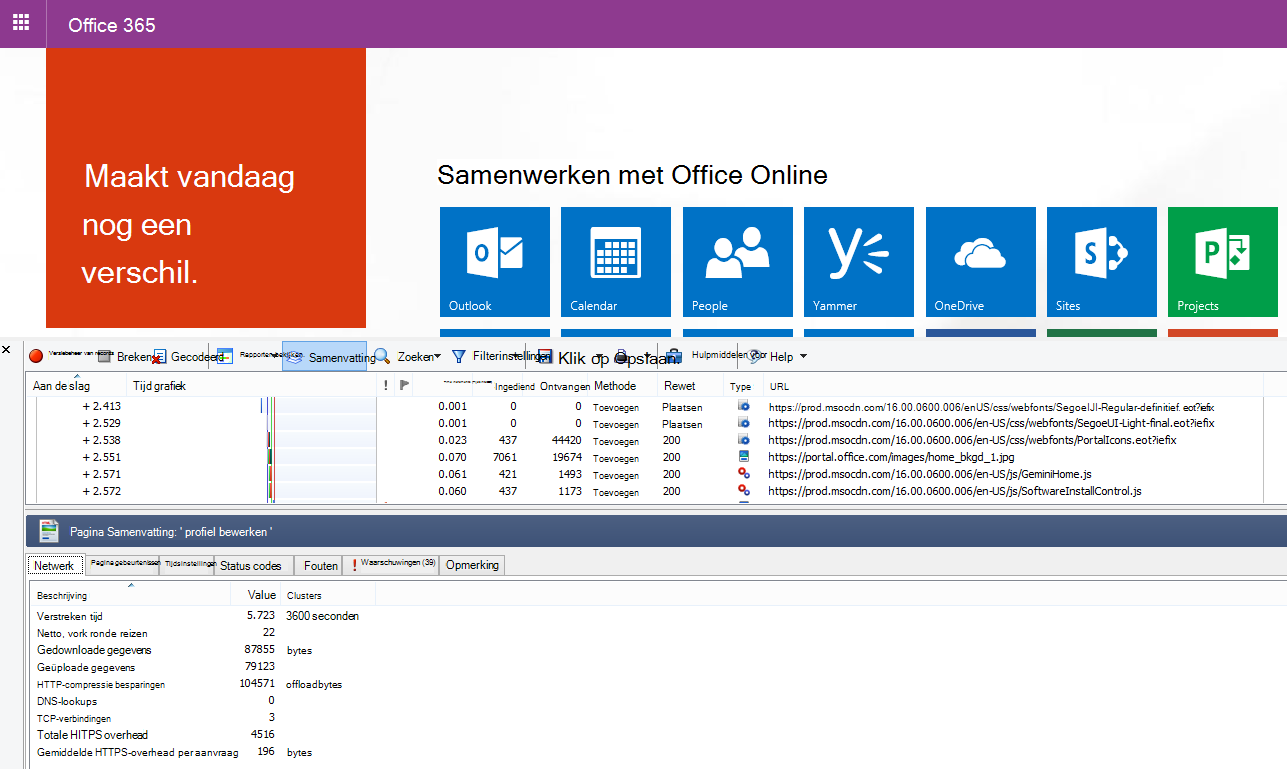 Office 365
Maakt vandaag
nog een
verschil.
Samenwerken met Office Online
Outlook Calendar People Yammer OneDrive Sites Projects
Versiebeheer van records Breken Gecodeerd Rapporten bekijken Samenvatting Zoeken Filterinstellingen Klik op Opslaan. Hulpmiddelen voor Help
Aan de slag Tijd grafiek ! Ingediend Ontvangen Methode Rewet Type URL
+ 2.413 0.001 0 0 Toevoegen Plaatsen https://prod.msocdn.com/16.00.0600.006/enUS/css/webfonts/SegoeIJI-Regular-definitief. eot?iefix
+ 2.529 0.001 0 0 Toevoegen Plaatsen https://prod.msocdn.com/16.00.0600.006/en-US/css/webfonts/SegoeUI-Light-final.eot?iefix
+ 2.538 0.023 437 44420 Toevoegen 200 https://prod.msocdn.com/16.00.0600.006/en-US/css/webfonts/PortalIcons.eot?iefix
+ 2.551 0.070 7061 19674 Toevoegen 200 https://portal.office.com/images/home_bkgd_1.jpg
+ 2.571 0.061 421 1493 Toevoegen 200 https://prod.msocdn.com/16.00.0600.006/en-US/js/GeminiHome.js
+ 2.572 0.060 437 1173 Toevoegen 200 https://prod.msocdn.com/16.00.0600.006/en-US/js/SoftwareInstallControl.js
Pagina Samenvatting: ' profiel bewerken '
Netwerk Pagina gebeurtenissen Tijdsinstellingen Status codes Fouten ! Waarschuwingen (39) Opmerking
Beschrijving Value Clusters
Verstreken tijd 5.723 3600 seconden
Netto, vork ronde reizen 22
Gedownloade gegevens 87855 bytes
Geüploade gegevens 79123
HTTP-compressie besparingen 104571 offloadbytes
DNS-lookups 0
TCP-verbindingen 3
Totale HITPS overhead 4516
Gemiddelde HTTPS-overhead per aanvraag 196 bytes